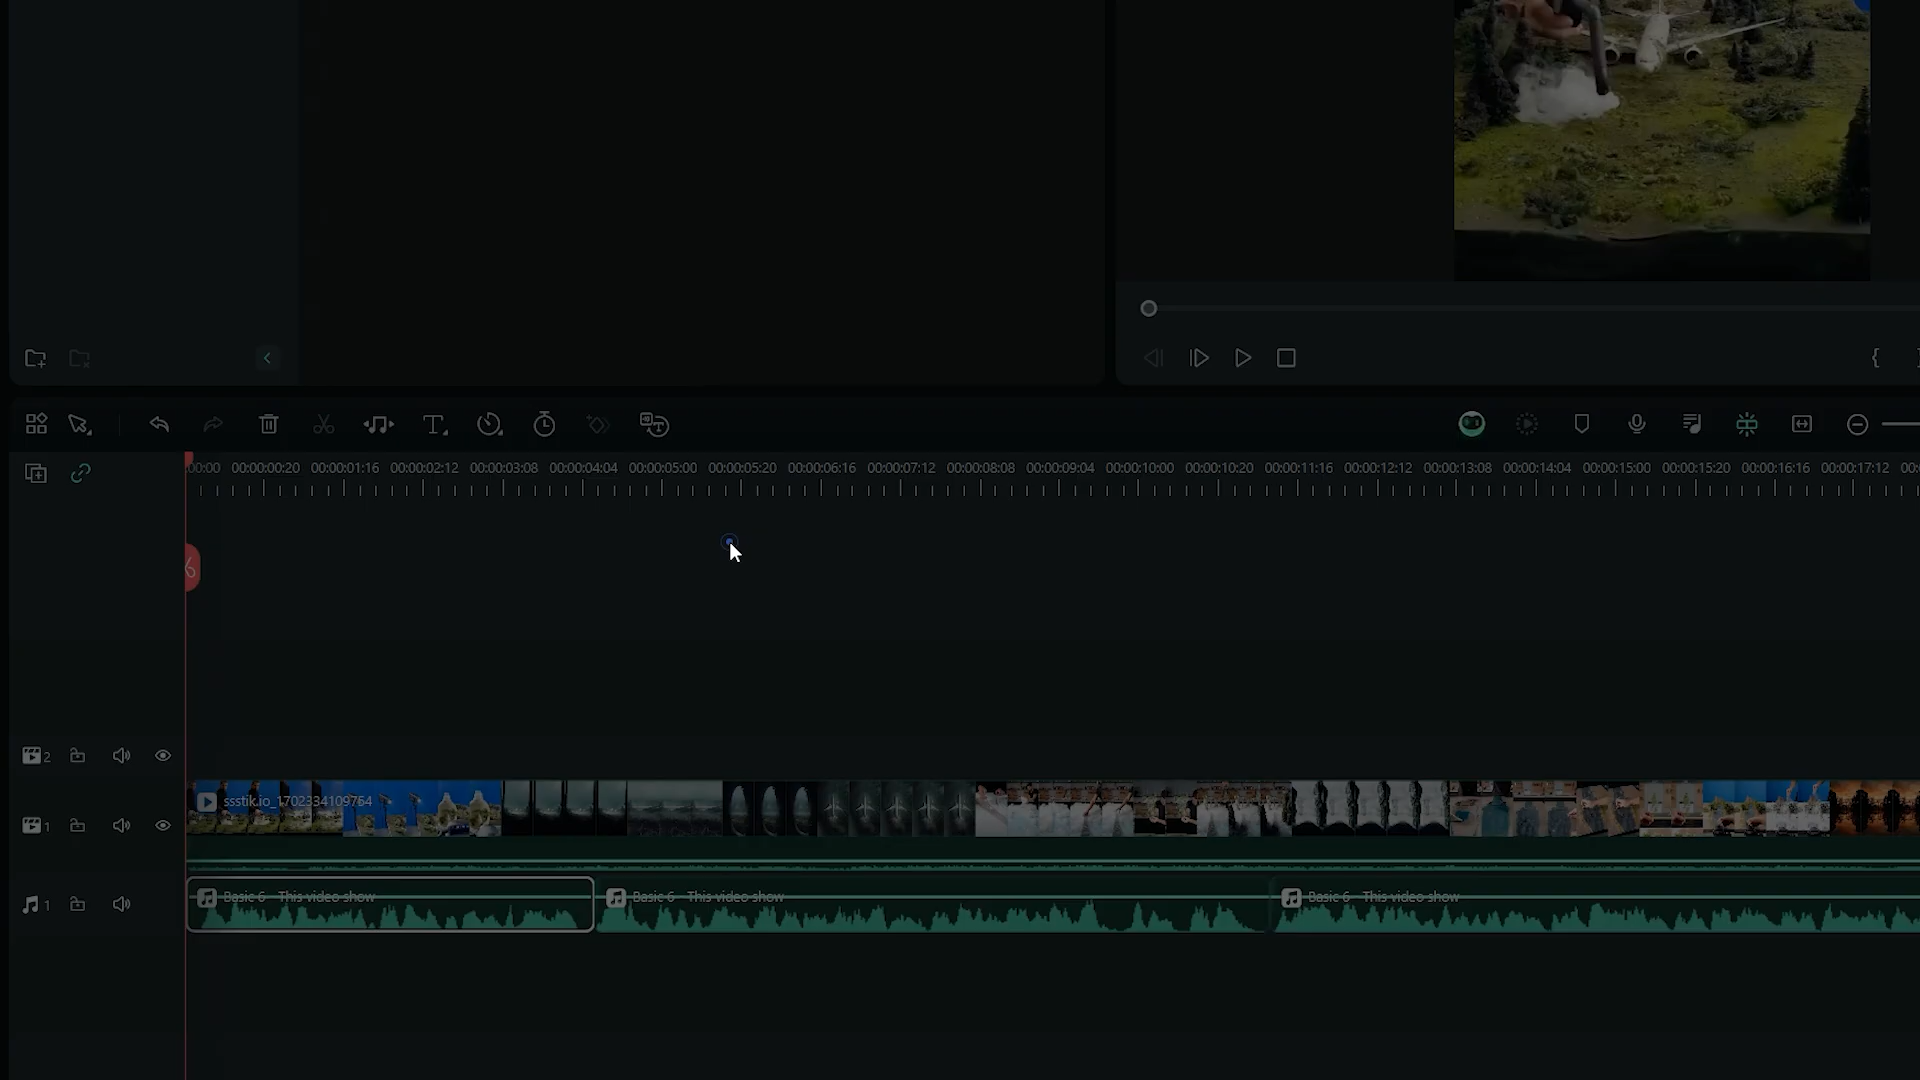 {
:00:00 00:00:00:20 00:00:01:16 00:00:02:12 00:00:03:08 00:00:04:04 00:00:05:00 00:00:05:20 00:00:06:16 00:00:07:12 00:00:08:08 00:00:09:04 00:00:10:00 00:00:10:20 00:00:11:16 00:00:12:12 00:00:13:08 00:00:14:04 00:00:15:00 00:00:15:20 00:00:16:16 00:00:17:12 00:
6
2
ssstik.io_1702334109764
1
1 Basic 6 - This video show Basic 6 - This video show Basic 6 - This video show